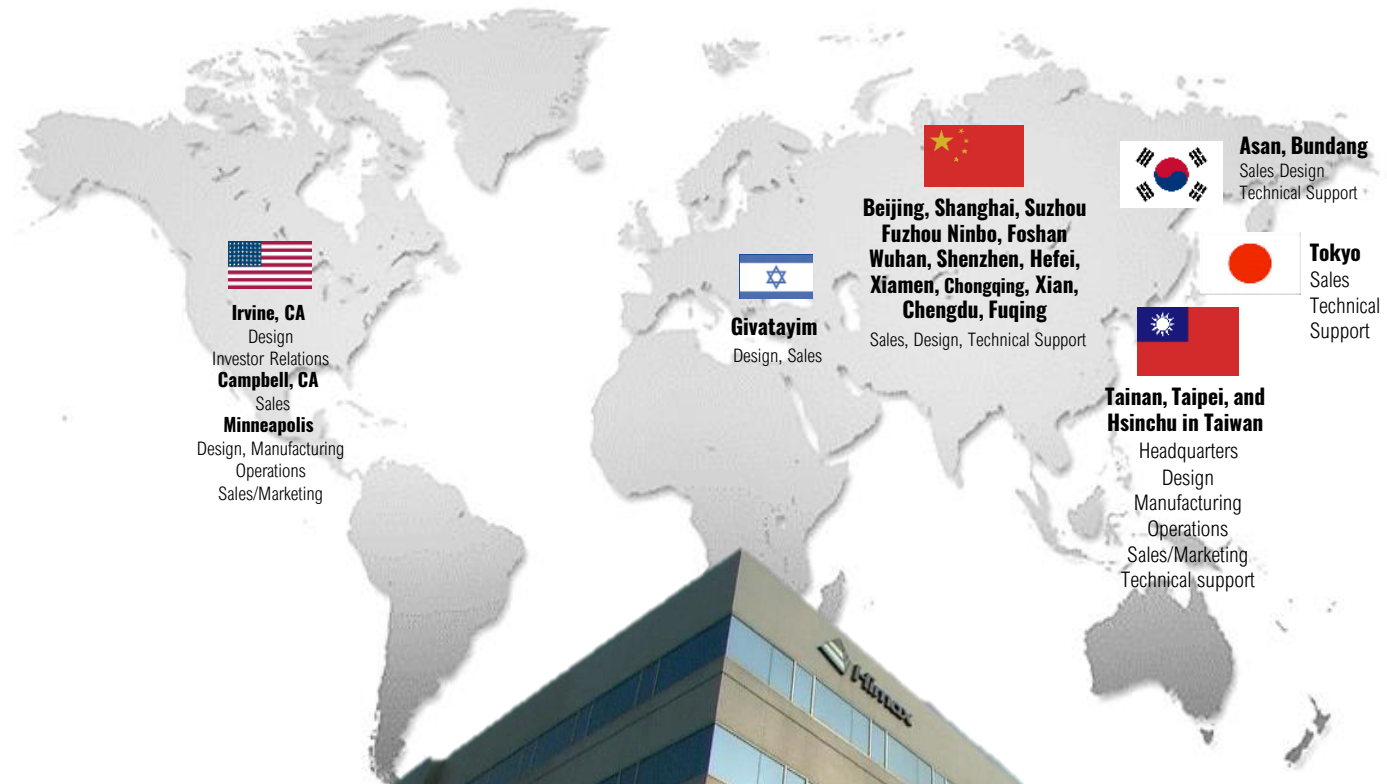 Irvine, CA
Design
Investor Relations
Campbell, CA
Sales
Minneapolis
Design, Manufacturing
Operations
Sales/Marketing
Givatayim
Design, Sales
Beijing, Shanghai, Suzhou
Fuzhou Ninbo, Foshan
Wuhan, Shenzhen, Hefei,
Xiamen, Chongqing, Xian,
Chengdu, Fuqing
Sales, Design, Technical Support
Asan, Bundang
Sales Design
Technical Support
Tokyo
Sales
Technical
Support
Tainan, Taipei, and
Hsinchu in Taiwan
Headquarters
Design
Manufacturing
Operations
Sales/Marketing
Technical support
Himax